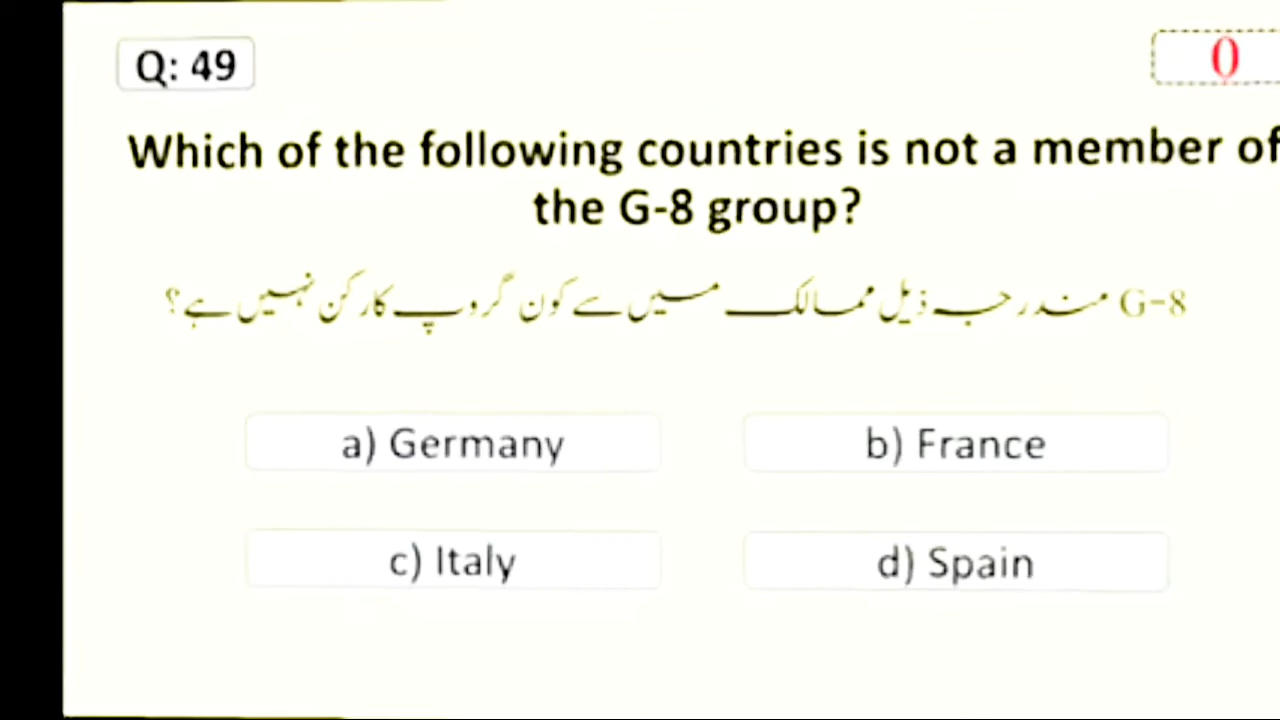 Q: 49
0
Which of the following countries is not a member of
the G-8 group?
G-8 مندرجہ ذیل ممالک میں سے کون گروپ کا رکن نہیں ہے؟
a) Germany
b) France
c) Italy
d) Spain